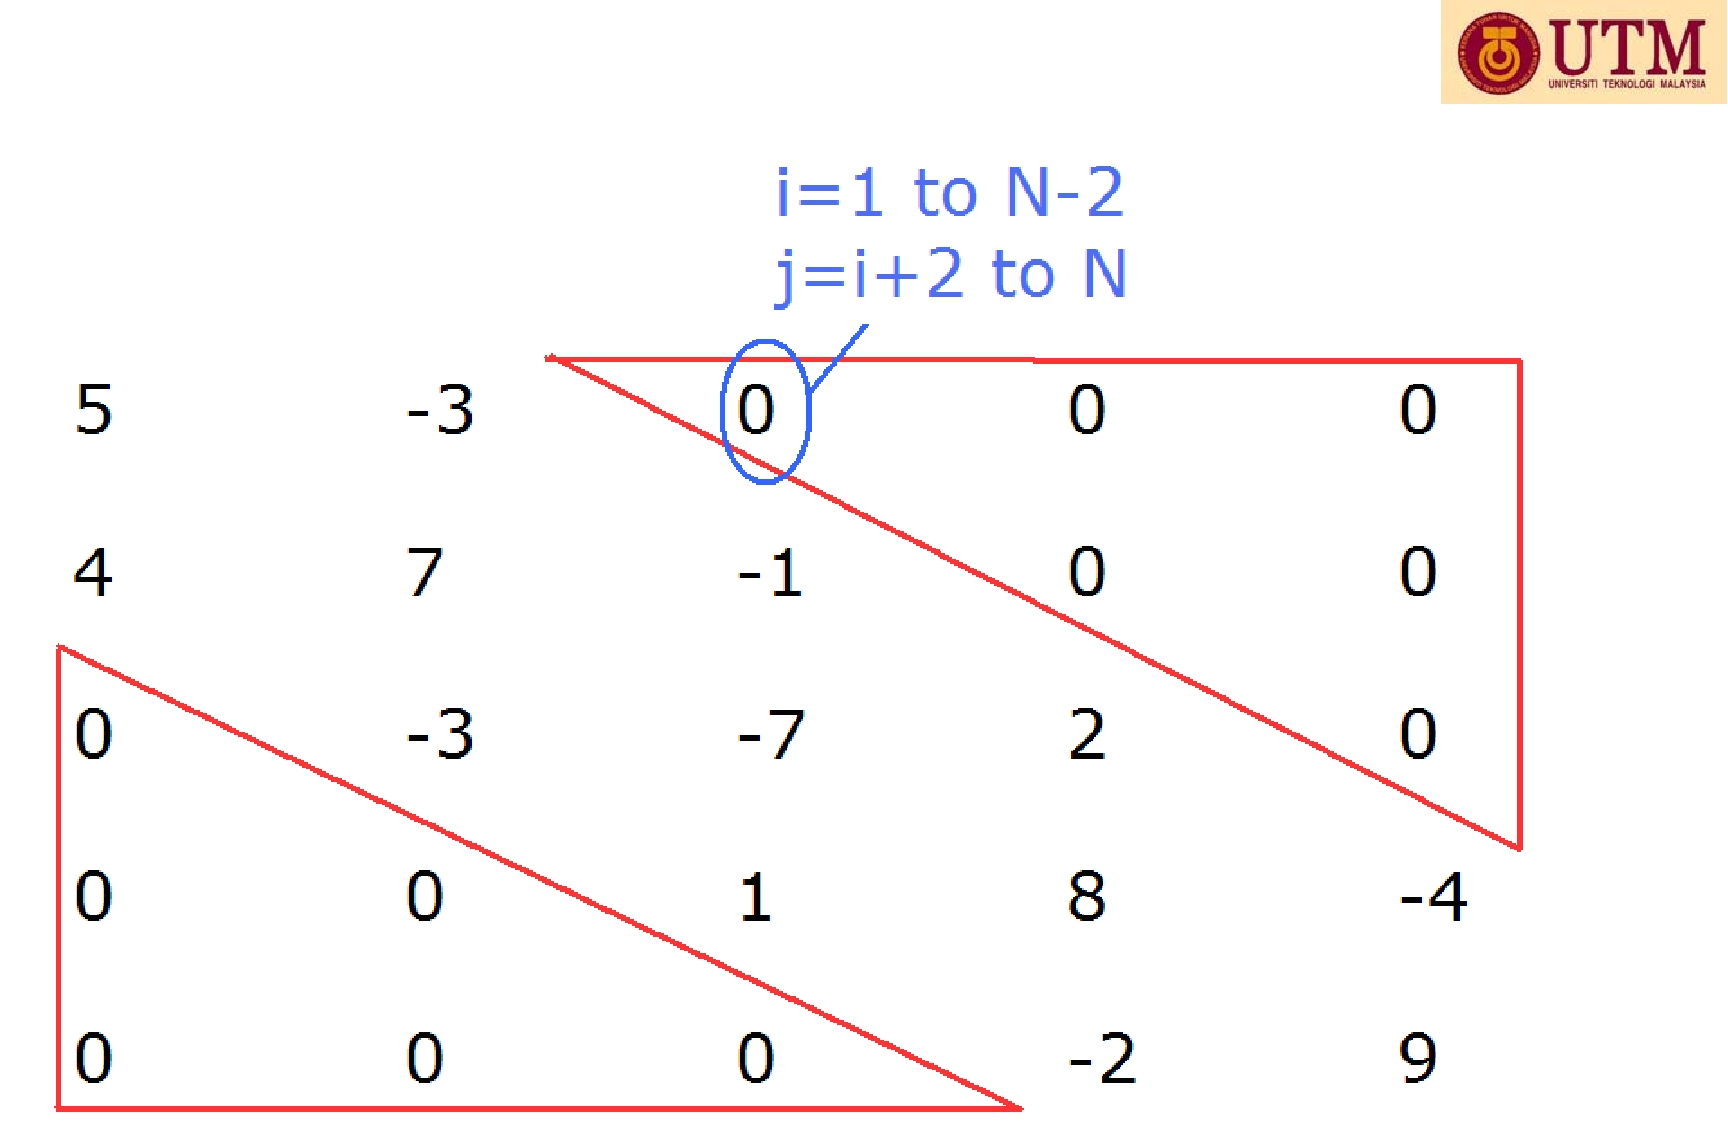 UTM
UNIVERSITI TEKNOLOGI MALAYSIA
i=1 to N-2
j=i+2 to N
5 -3 0 0 0
4 7 -1 0 0
0 -3 -7 2 0
0 0 1 8 -4
0 0 0 -2 9